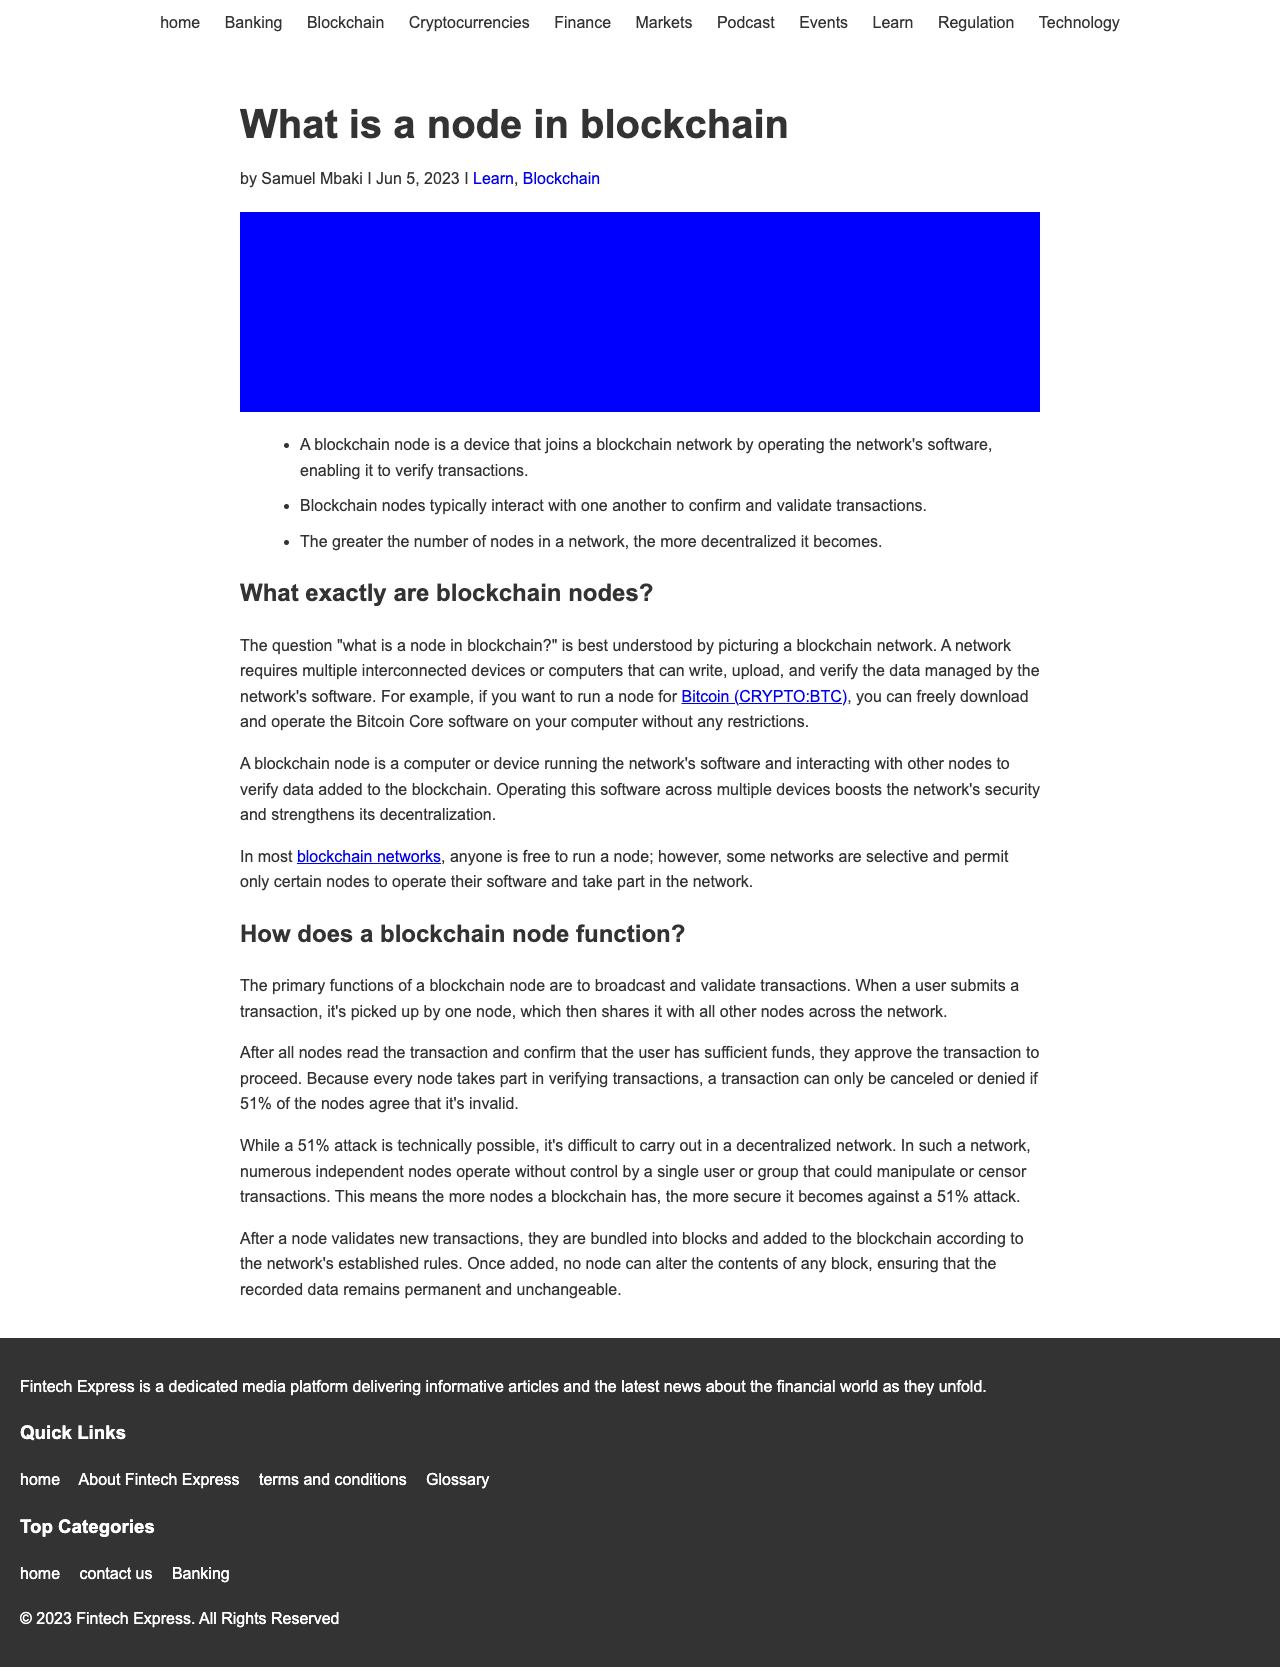 home Banking Blockchain Cryptocurrencies Finance Markets Podcast Events Learn Regulation Technology
What is a node in blockchain
by Samuel Mbaki I Jun 5, 2023 I Learn, Blockchain
• A blockchain node is a device that joins a blockchain network by operating the network's software,
enabling it to verify transactions.
• Blockchain nodes typically interact with one another to confirm and validate transactions.
• The greater the number of nodes in a network, the more decentralized it becomes.
What exactly are blockchain nodes?
The question "what is a node in blockchain?" is best understood by picturing a blockchain network. A network
requires multiple interconnected devices or computers that can write, upload, and verify the data managed by the
network's software. For example, if you want to run a node for Bitcoin (CRYPTO:BTC), you can freely download
and operate the Bitcoin Core software on your computer without any restrictions.
A blockchain node is a computer or device running the network's software and interacting with other nodes to
verify data added to the blockchain. Operating this software across multiple devices boosts the network's security
and strengthens its decentralization.
In most blockchain networks, anyone is free to run a node; however, some networks are selective and permit
only certain nodes to operate their software and take part in the network.
How does a blockchain node function?
The primary functions of a blockchain node are to broadcast and validate transactions. When a user submits a
transaction, it's picked up by one node, which then shares it with all other nodes across the network.
After all nodes read the transaction and confirm that the user has sufficient funds, they approve the transaction to
proceed. Because every node takes part in verifying transactions, a transaction can only be canceled or denied if
51% of the nodes agree that it's invalid.
While a 51% attack is technically possible, it's difficult to carry out in a decentralized network. In such a network,
numerous independent nodes operate without control by a single user or group that could manipulate or censor
transactions. This means the more nodes a blockchain has, the more secure it becomes against a 51% attack.
After a node validates new transactions, they are bundled into blocks and added to the blockchain according to
the network's established rules. Once added, no node can alter the contents of any block, ensuring that the
recorded data remains permanent and unchangeable.
Fintech Express is a dedicated media platform delivering informative articles and the latest news about the financial world as they unfold.
Quick Links
home About Fintech Express terms and conditions Glossary
Top Categories
home contact us Banking
© 2023 Fintech Express. All Rights Reserved